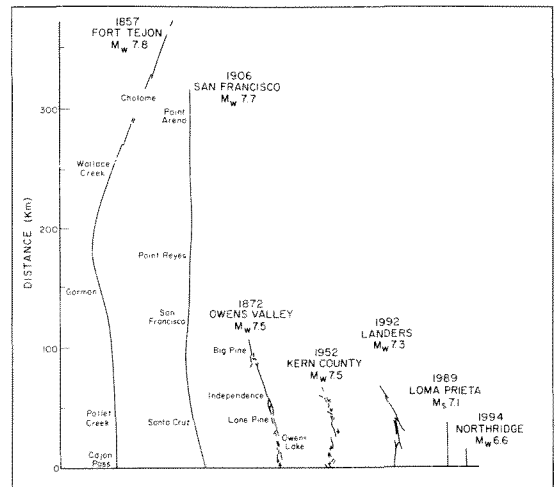 1857
FORT TEJON
Mw 7.8
1906
SAN FRANCISCO
Mw 7.7
Cholame
Point
Arena
300
Wallace
Creek
200
DISTANCE (Km)
Point Reyes
Gorman
San
Francisco
1872
OWENS VALLEY
Mw 7.5
1992
LANDERS
Mw 7.3
Big Pine
1952
KERN COUNTY
Mw 7.5
100
1989
LOMA PRIETA
Ms 7.1
Independence
Lone Pine
1994
NORTHRIDGE
Mw 6.6
Pallet
Creek
Santa Cruz
Owens
Lake
Cajon
Pass
0